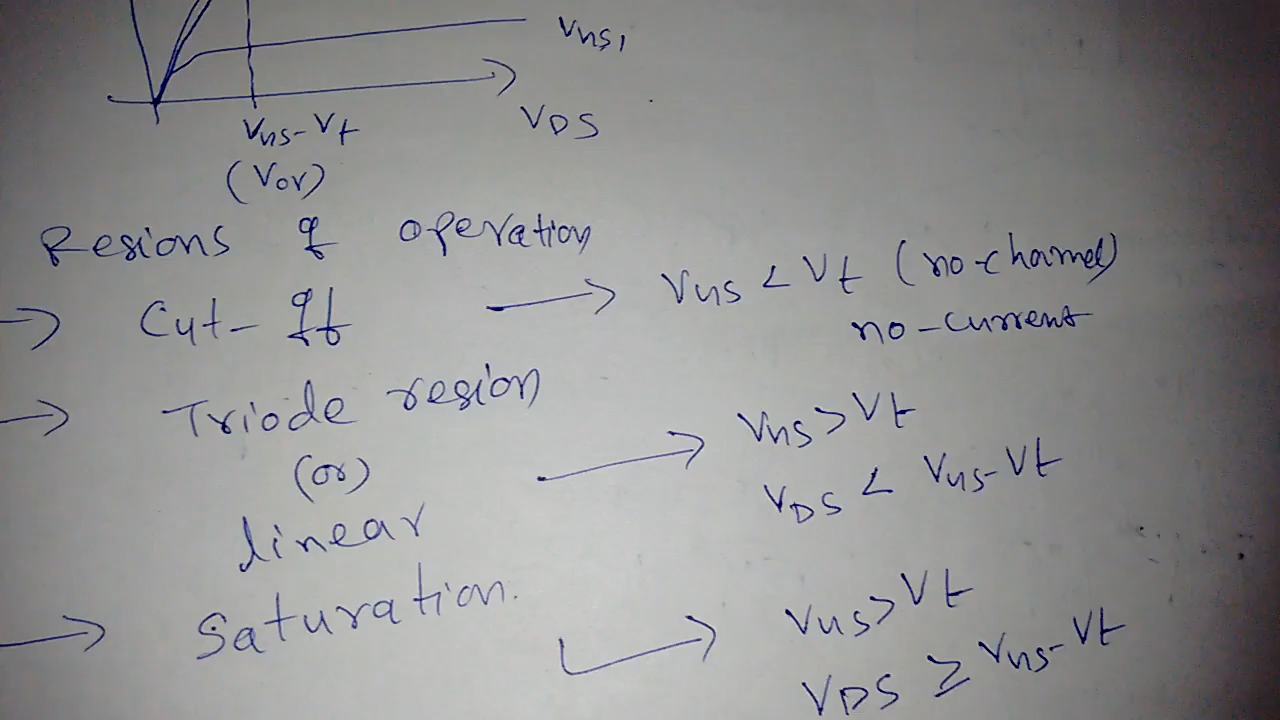 VGS1
VGS-Vt
VDS
(Vov)
Regions of operation
→ Cut-off → VGS < Vt (no-channel)
no-current
→ Triode region → VGS > Vt
(or) VDS < VGS-Vt
linear
→ Saturation. → VGS > Vt
VDS ≥ VGS-Vt